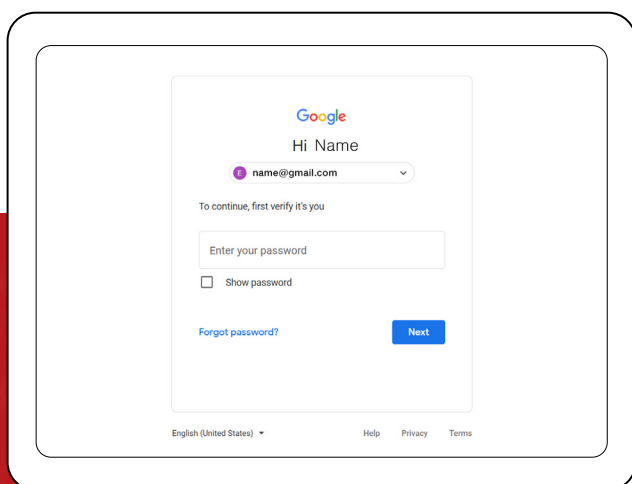 Google
Hi Name
E name@gmail.com
To continue, first verify it's you
Enter your password
Show password
Forgot password? Next
English (United States) Help Privacy Terms